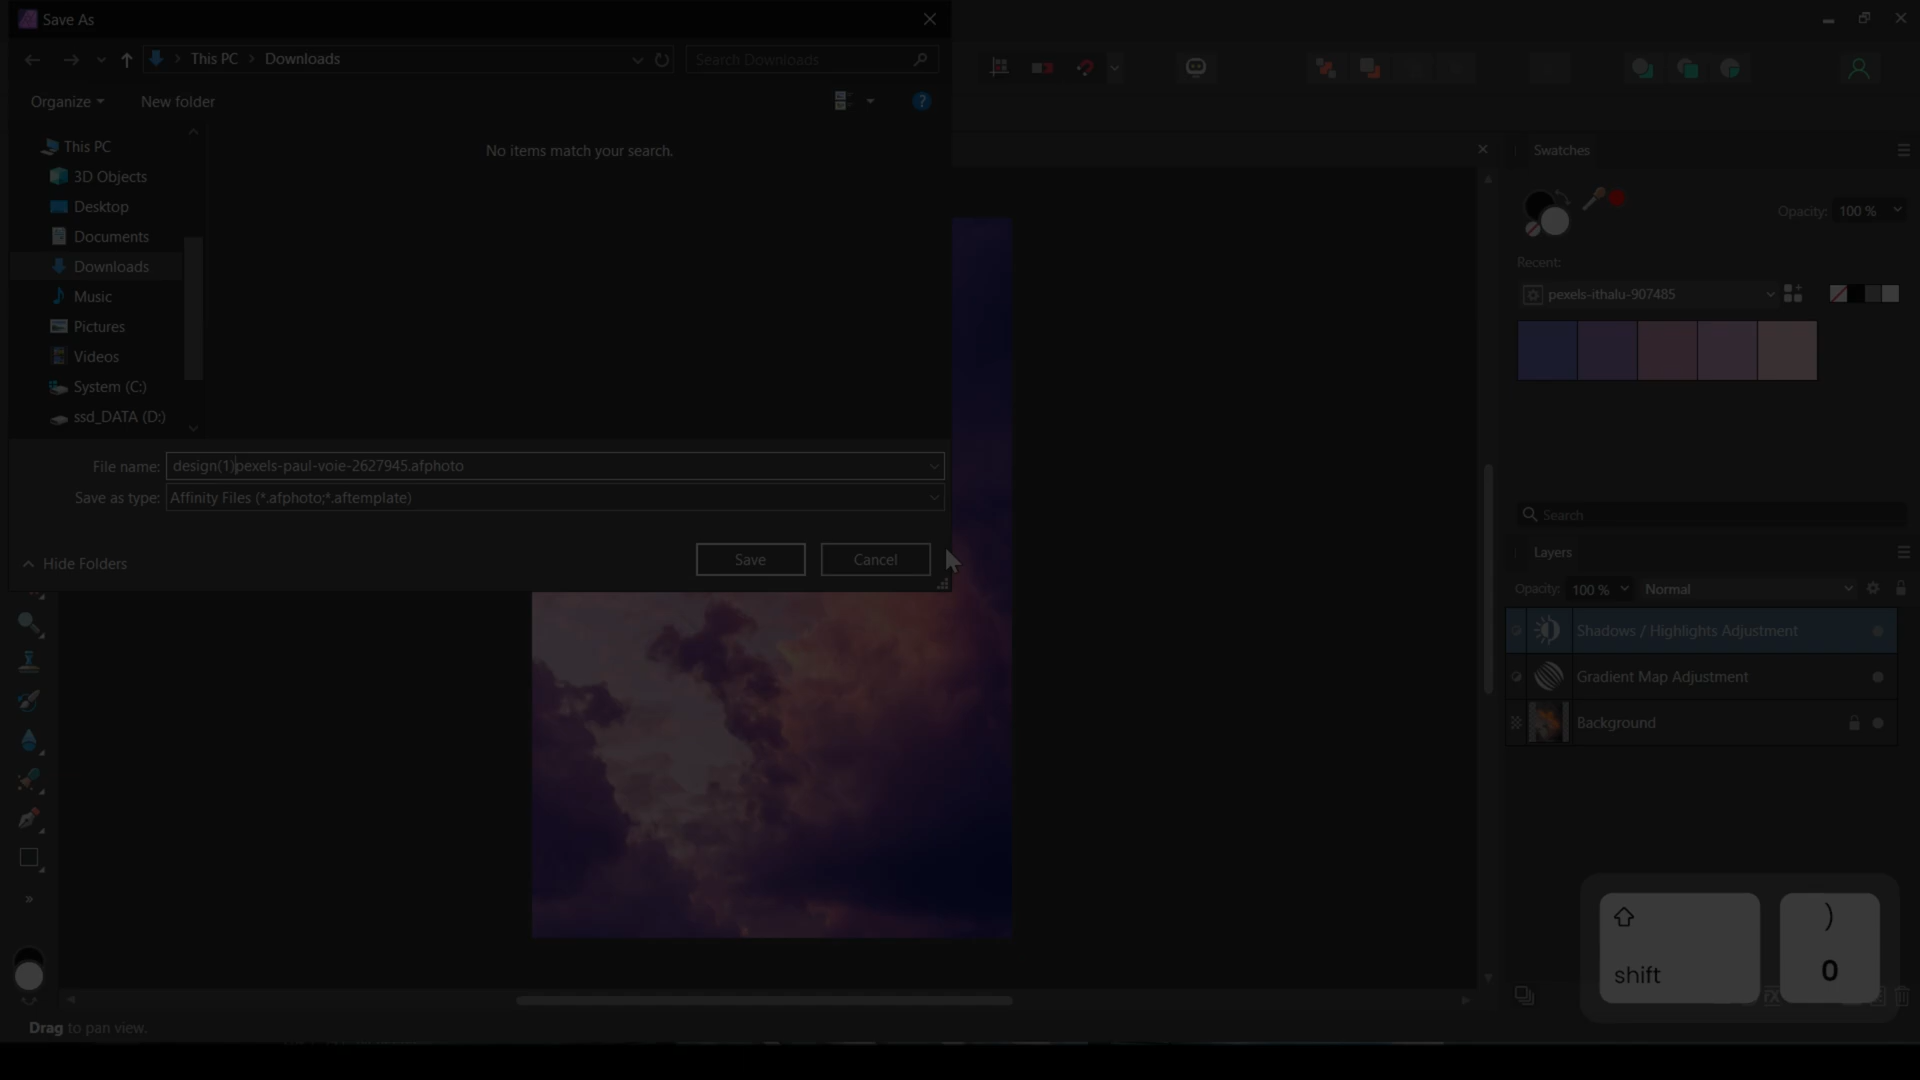 Save As
This PC
Downloads
Search Downloads
Organize
New folder
?
This PC
3D Objects
Desktop
Documents
Downloads
Music
Pictures
Videos
System (C:)
ssd_DATA (D:)
No items match your search.
File name:
design(1)pexels-paul-voie-2627945.afphoto
Save as type:
Affinity Files (*.afphoto;*.aftemplate)
Hide Folders
Save
Cancel
Swatches
Opacity:
100 %
Recent:
pexels-ithalu-907485
Search
Layers
Opacity:
100 %
Normal
Shadows / Highlights Adjustment
Gradient Map Adjustment
Background
Drag to pan view.
shift
)
0